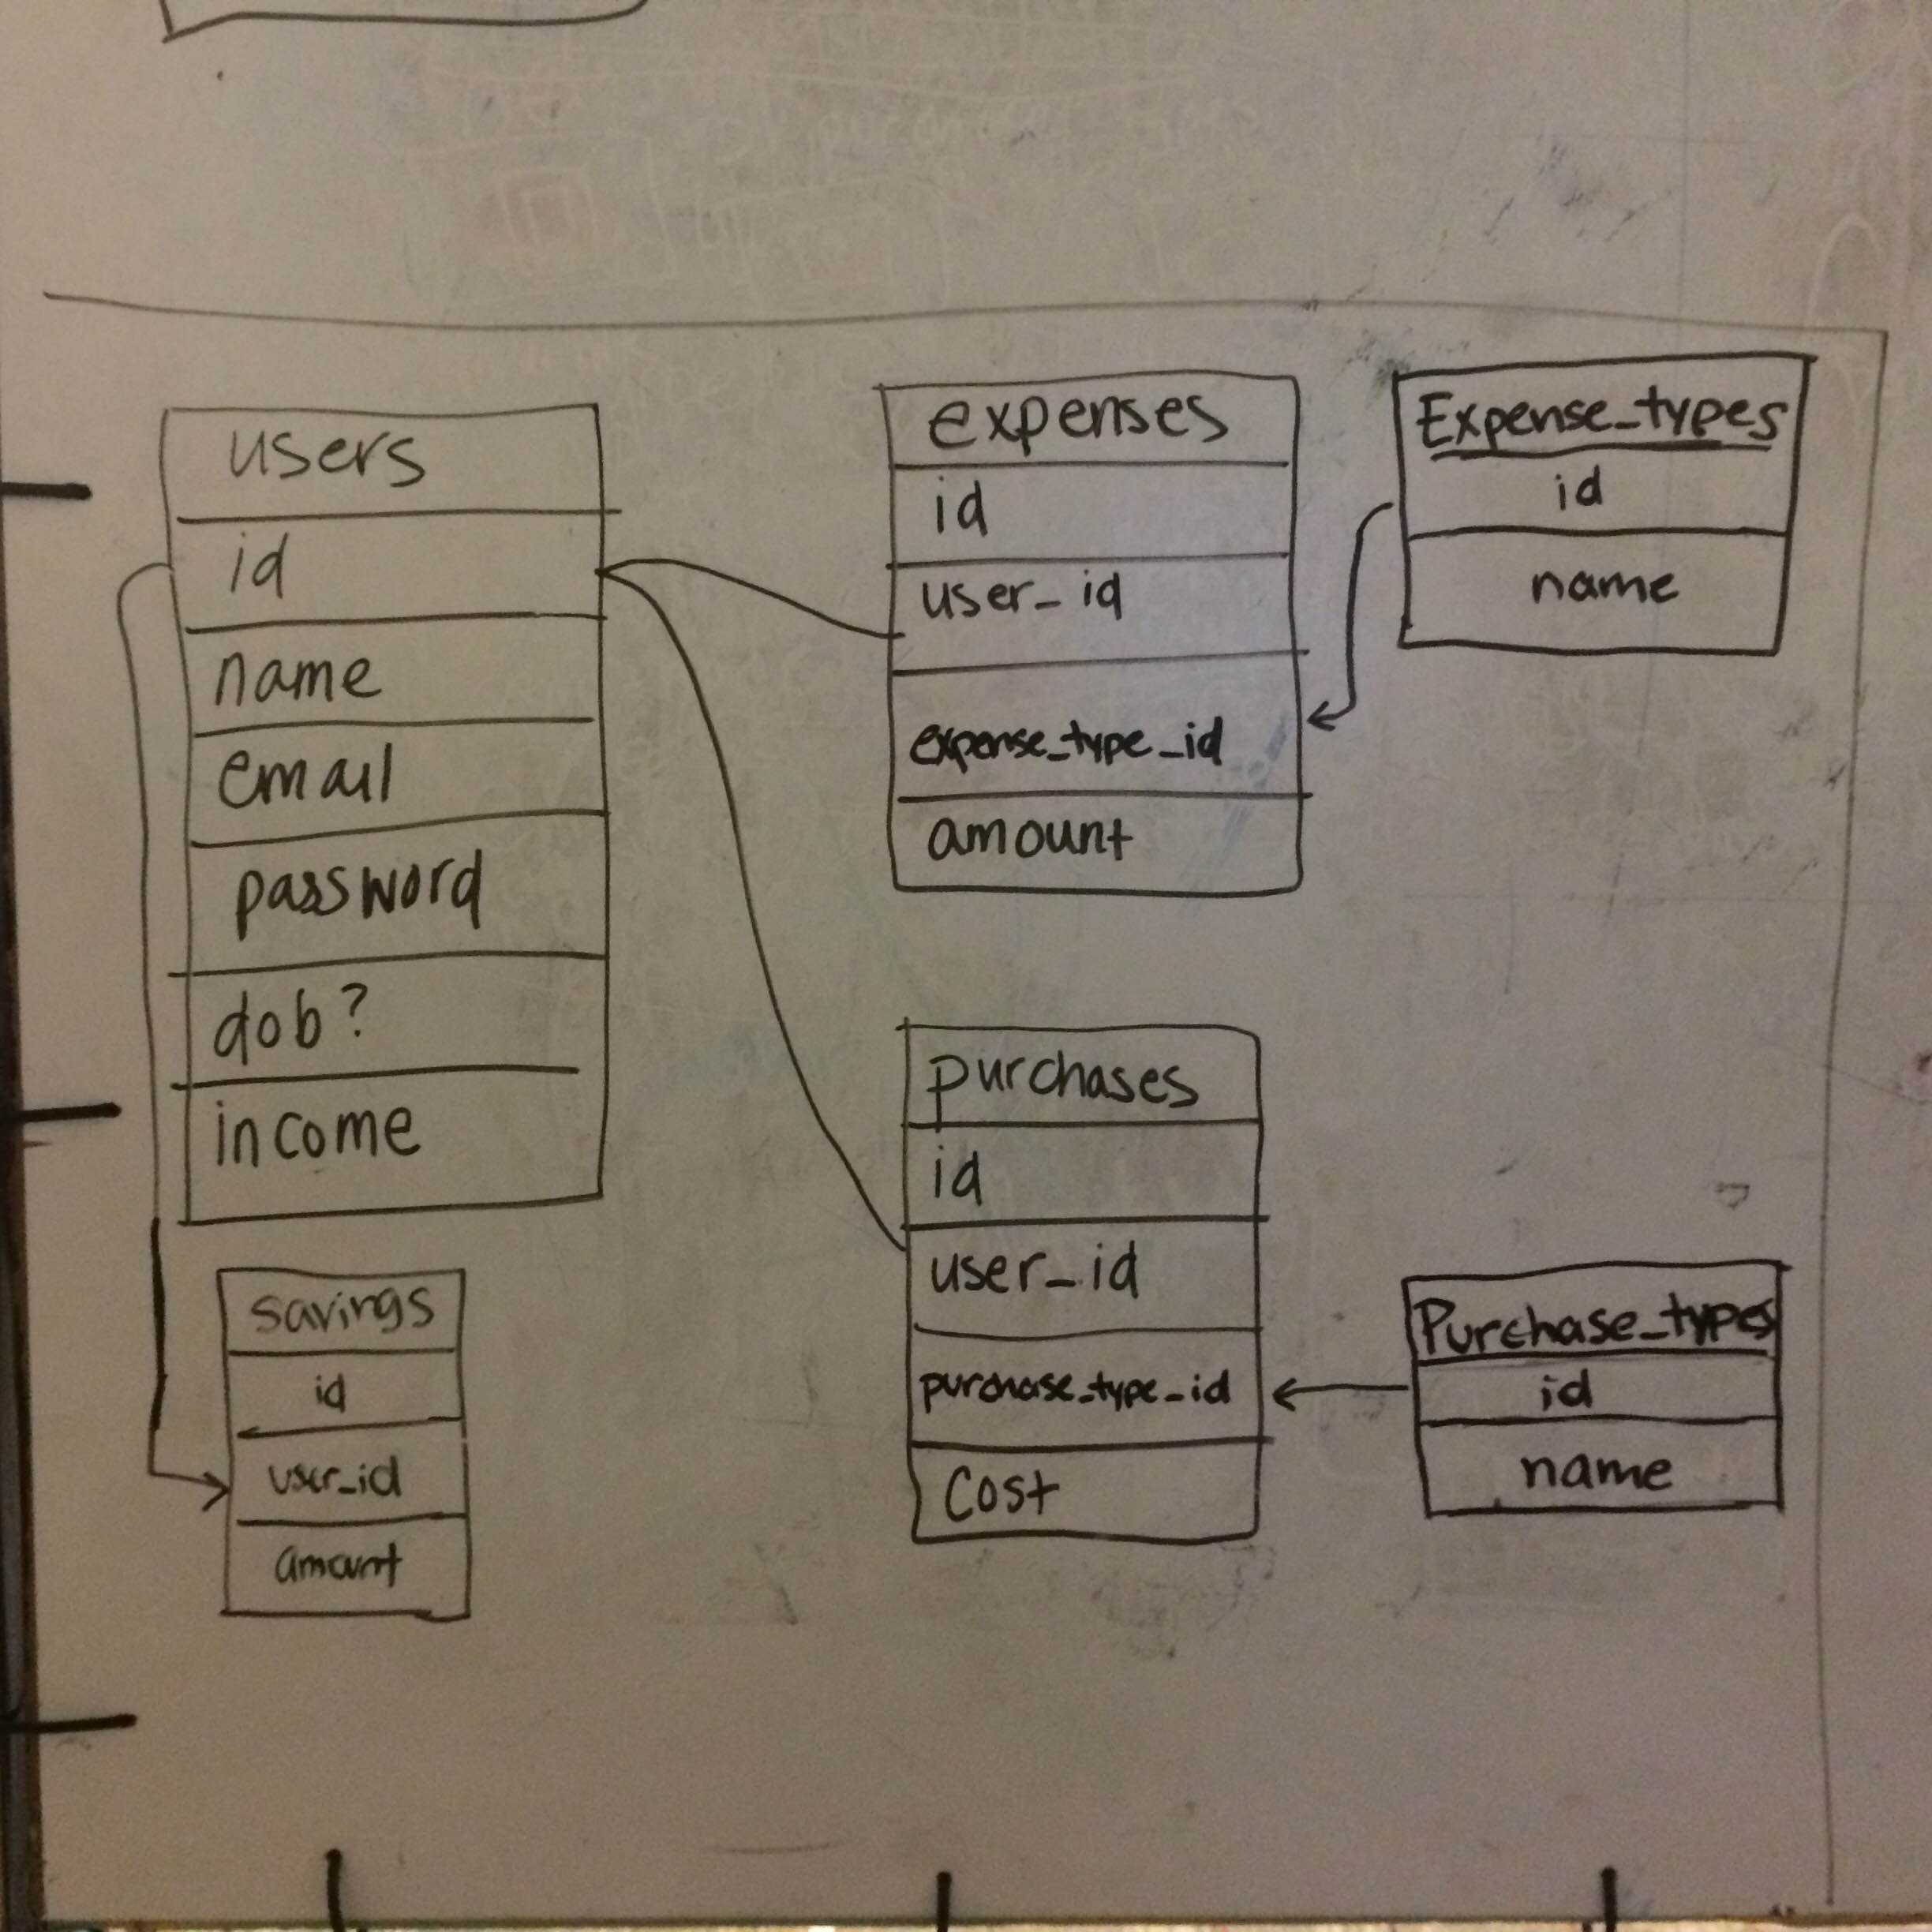 users
id
name
email
password
dob?
income
savings
id
user_id
amount
expenses
id
user_id
expense_type_id
amount
purchases
id
user_id
purchase_type_id
cost
Expense_types
id
name
Purchase_types
id
name